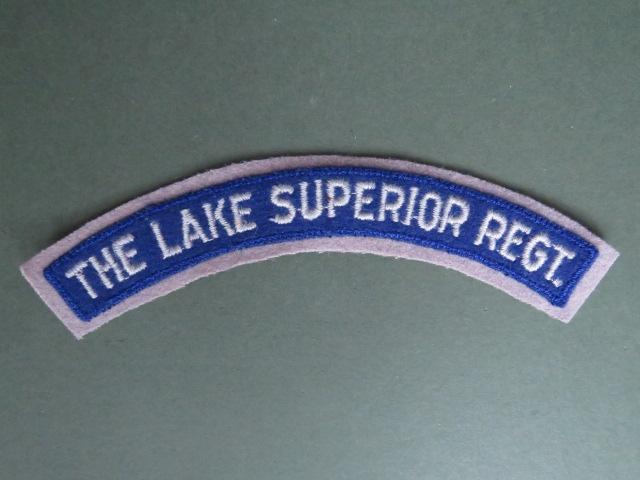 THE LAKE SUPERIOR REGT.